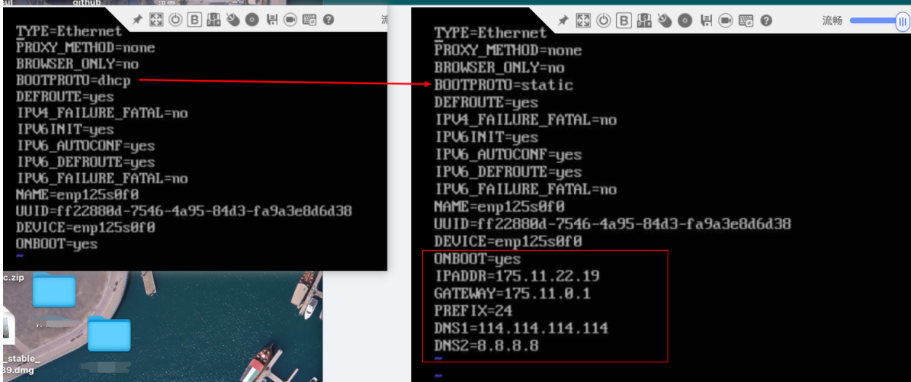 github
TYPE=Ethernet
PROXY_METHOD=none
BROWSER_ONLY=no
BOOTPROTO=dhcp
DEFROUTE=yes
IPV4_FAILURE_FATAL=no
IPV6INIT=yes
IPV6_AUTOCONF=yes
IPV6_DEFROUTE=yes
IPV6_FAILURE_FATAL=no
NAME=enp125s0f0
UUID=ff22880d-7546-4a95-84d3-fa9a3e8d6d38
DEVICE=enp125s0f0
ONBOOT=yes
~
c.zip
_stable_
39.dmg
流畅
TYPE=Ethernet
PROXY_METHOD=none
BROWSER_ONLY=no
BOOTPROTO=static
DEFROUTE=yes
IPV4_FAILURE_FATAL=no
IPV6INIT=yes
IPV6_AUTOCONF=yes
IPV6_DEFROUTE=yes
IPV6_FAILURE_FATAL=no
NAME=enp125s0f0
UUID=ff22880d-7546-4a95-84d3-fa9a3e8d6d38
DEVICE=enp125s0f0
ONBOOT=yes
IPADDR=175.11.22.19
GATEWAY=175.11.0.1
PREFIX=24
DNS1=114.114.114.114
DNS2=8.8.8.8
~
~